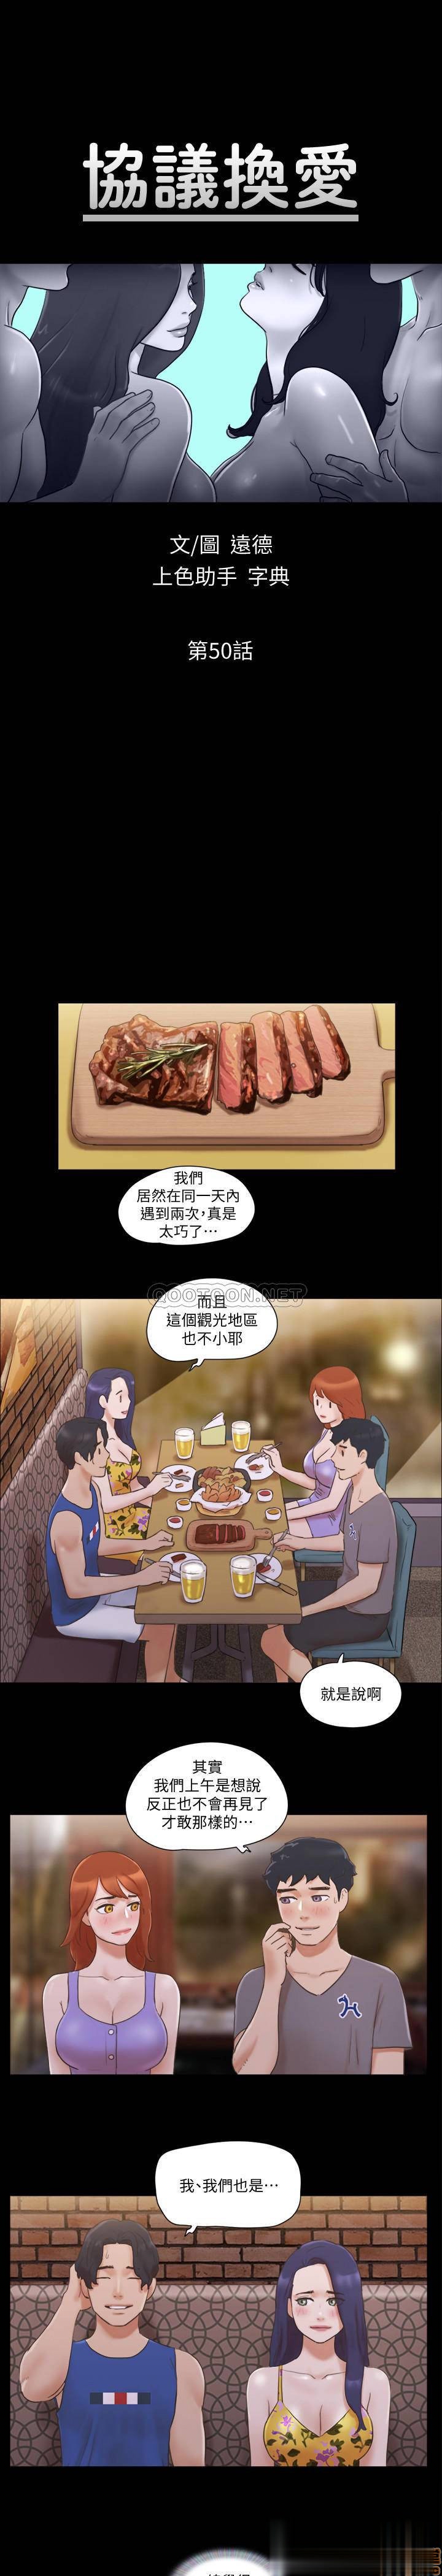 協議換愛
文/圖 遠德
上色助手 字典
第50話
我們
居然在同一天內
遇到兩次,真是
太巧了…
QOOTOON.NET
而且
這個觀光地區
也不小耶
就是說啊
其實
我們上午是想說
反正也不會再見了
才敢那樣的…
我、我們也是…